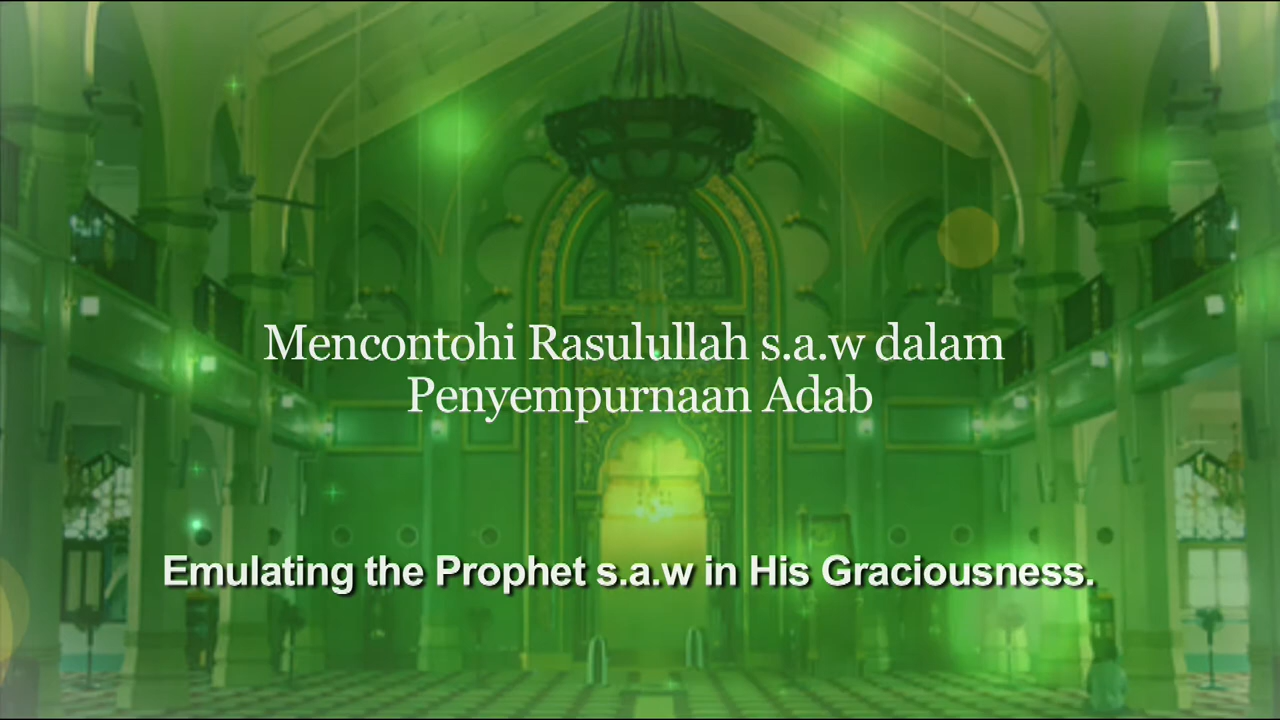 Mencontohi Rasulullah s.a.w dalam
Penyempurnaan Adab
Emulating the Prophet s.a.w in His Graciousness.